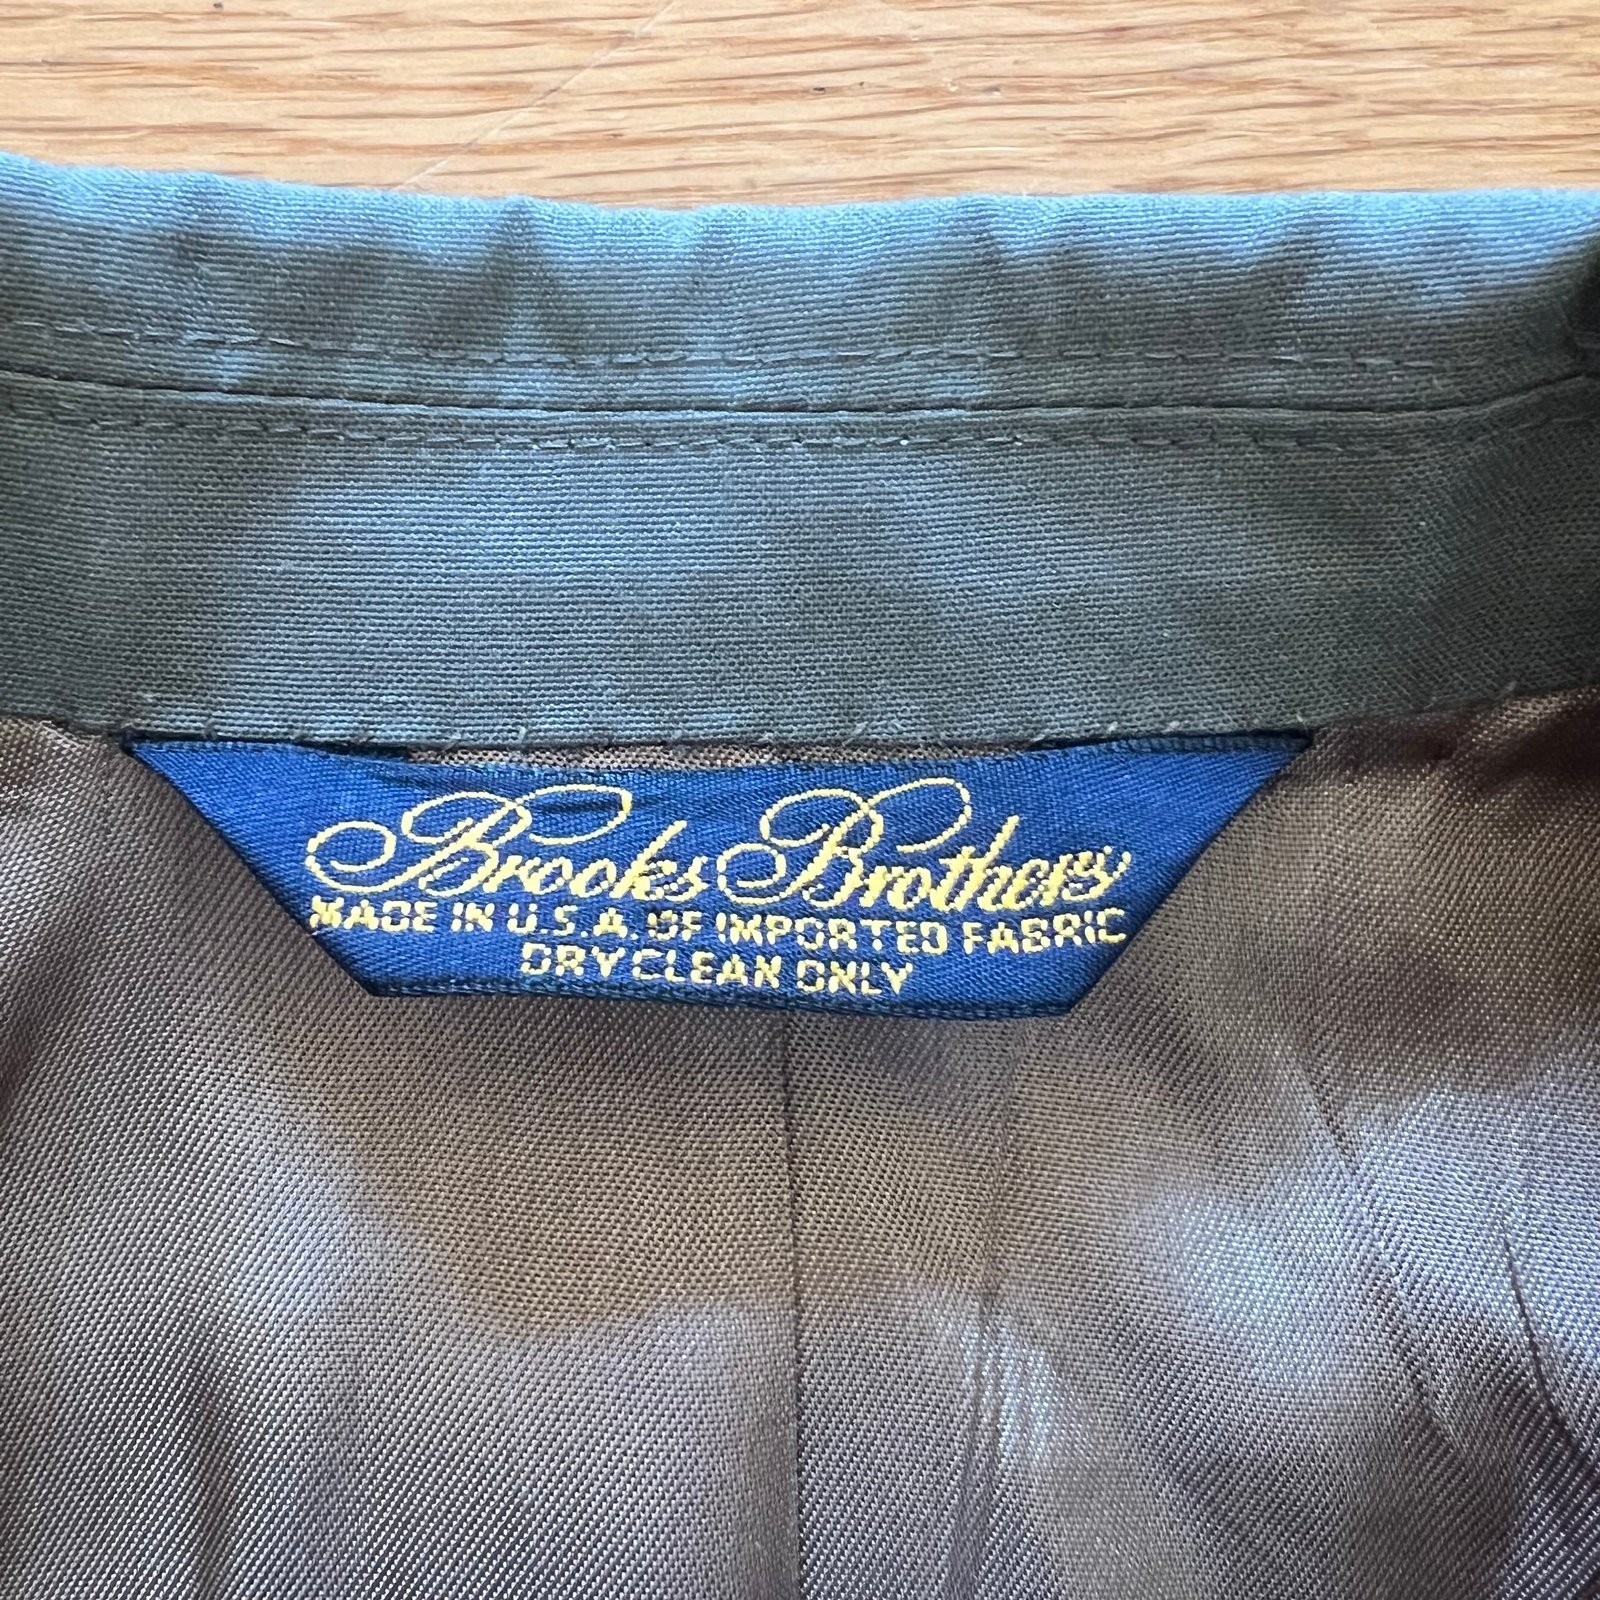 Brooks Brothers
MADE IN U.S.A. OF IMPORTED FABRIC
DRY CLEAN ONLY